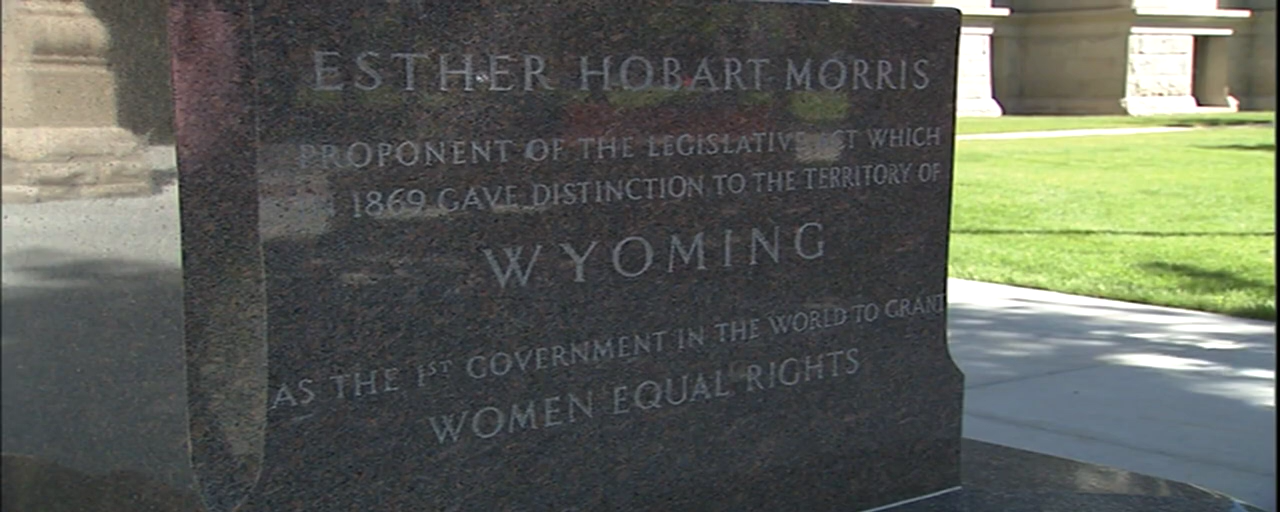 ESTHER HOBART MORRIS
PROPONENT OF THE LEGISLATIVE ACT WHICH
1869 GAVE DISTINCTION TO THE TERRITORY OF
WYOMING
AS THE 1ST GOVERNMENT IN THE WORLD TO GRANT
WOMEN EQUAL RIGHTS